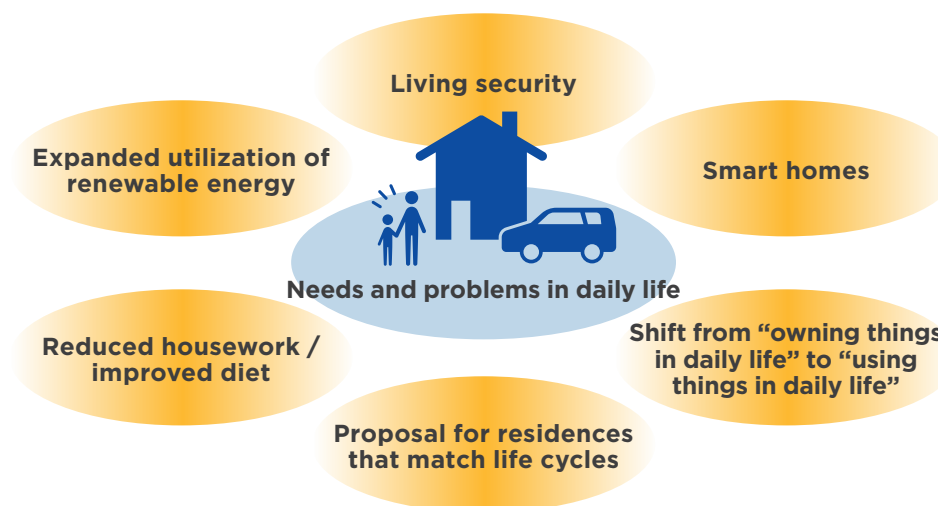 Living security
Expanded utilization of
renewable energy
Smart homes
Needs and problems in daily life
Reduced housework /
improved diet
Shift from “owning things
in daily life” to “using
things in daily life”
Proposal for residences
that match life cycles